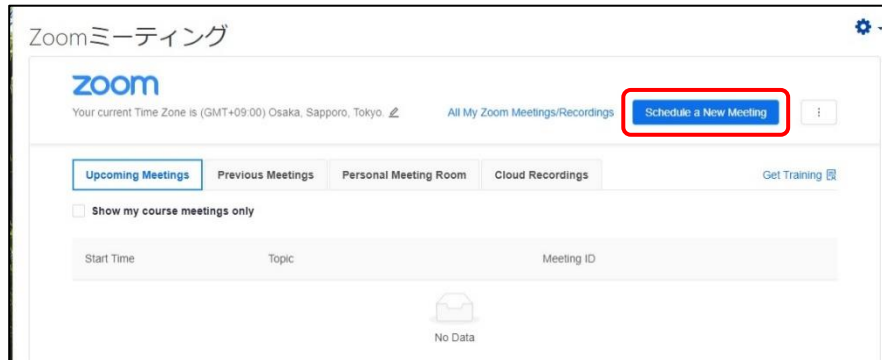 Zoomミーティング
zoom
Your current Time Zone is (GMT+09:00) Osaka, Sapporo, Tokyo.
All My Zoom Meetings/Recordings
Schedule a New Meeting
Upcoming Meetings Previous Meetings Personal Meeting Room Cloud Recordings Get Training
Show my course meetings only
Start Time Topic Meeting ID
No Data